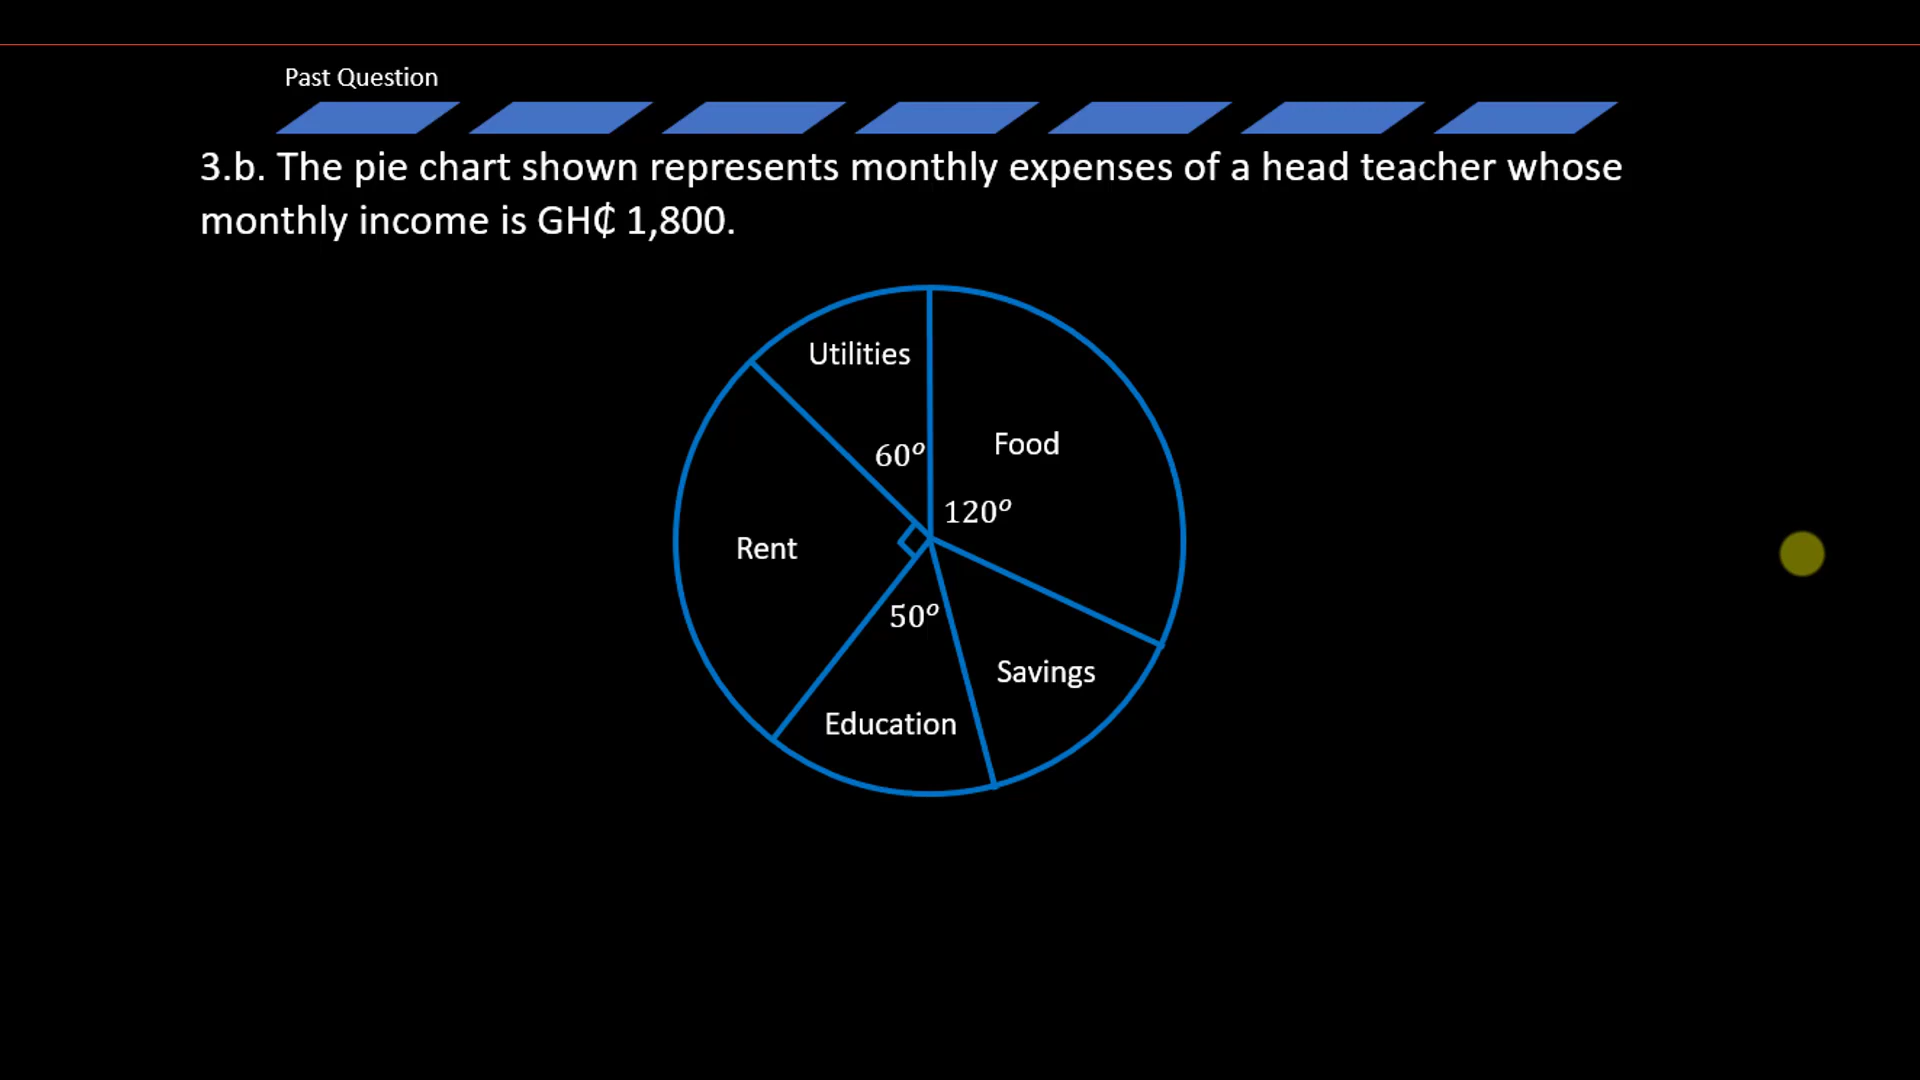 Past Question
3.b. The pie chart shown represents monthly expenses of a head teacher whose
monthly income is GH₵ 1,800.
Utilities
Food
60°
120°
Rent
50°
Savings
Education